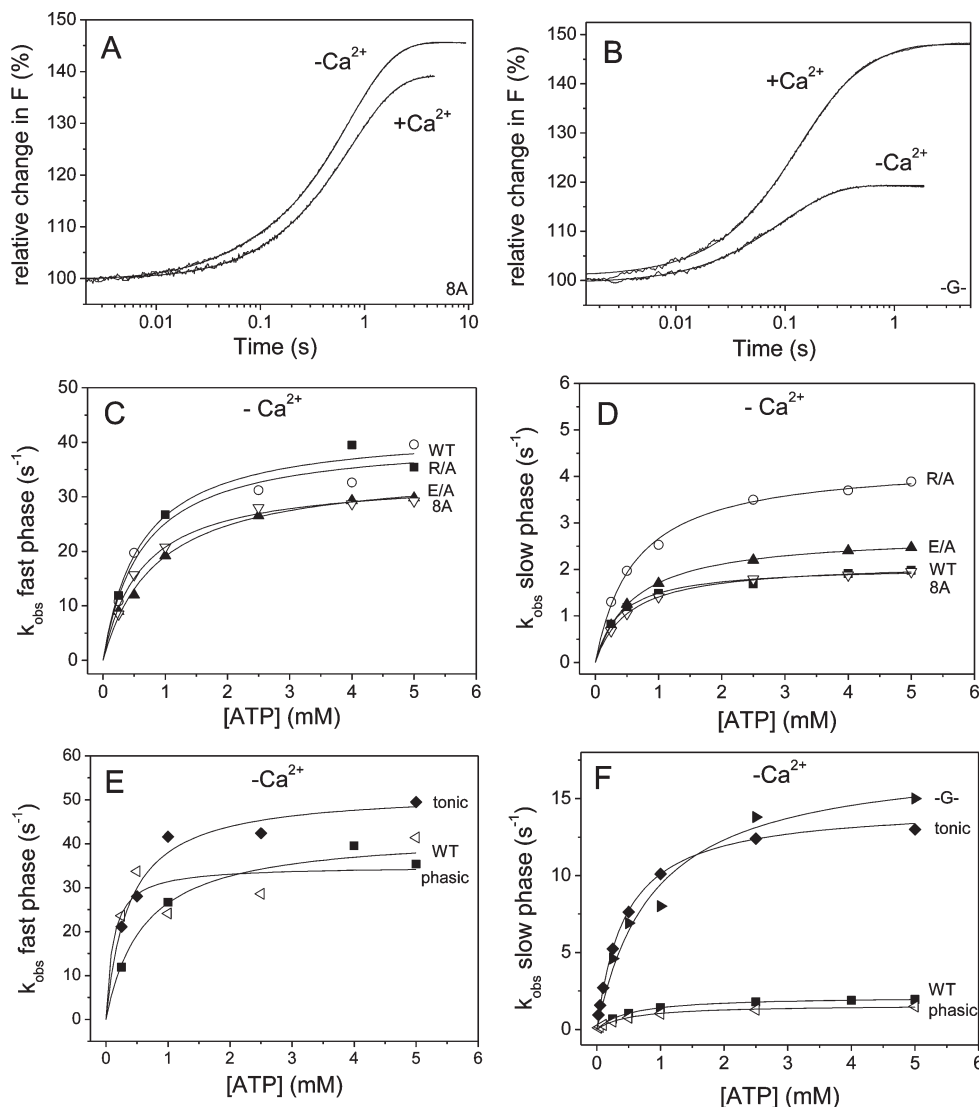 A
-Ca²⁺
+Ca²⁺
8A
relative change in F (%)
150
140
130
120
110
100
0.01
0.1
1
10
Time (s)
B
+Ca²⁺
-Ca²⁺
-G-
relative change in F (%)
150
140
130
120
110
100
0.01
0.1
1
Time (s)
C
- Ca²⁺
WT
R/A
E/A
8A
k_obs fast phase (s⁻¹)
50
40
30
20
10
0
0 1 2 3 4 5 6
[ATP] (mM)
D
- Ca²⁺
R/A
E/A
WT
8A
k_obs slow phase (s⁻¹)
6
5
4
3
2
1
0
0 1 2 3 4 5 6
[ATP] (mM)
E
-Ca²⁺
tonic
WT
phasic
k_obs fast phase (s⁻¹)
60
50
40
30
20
10
0
0 1 2 3 4 5 6
[ATP] (mM)
F
-Ca²⁺
-G-
tonic
WT
phasic
k_obs slow phase (s⁻¹)
15
10
5
0
0 1 2 3 4 5 6
[ATP] (mM)